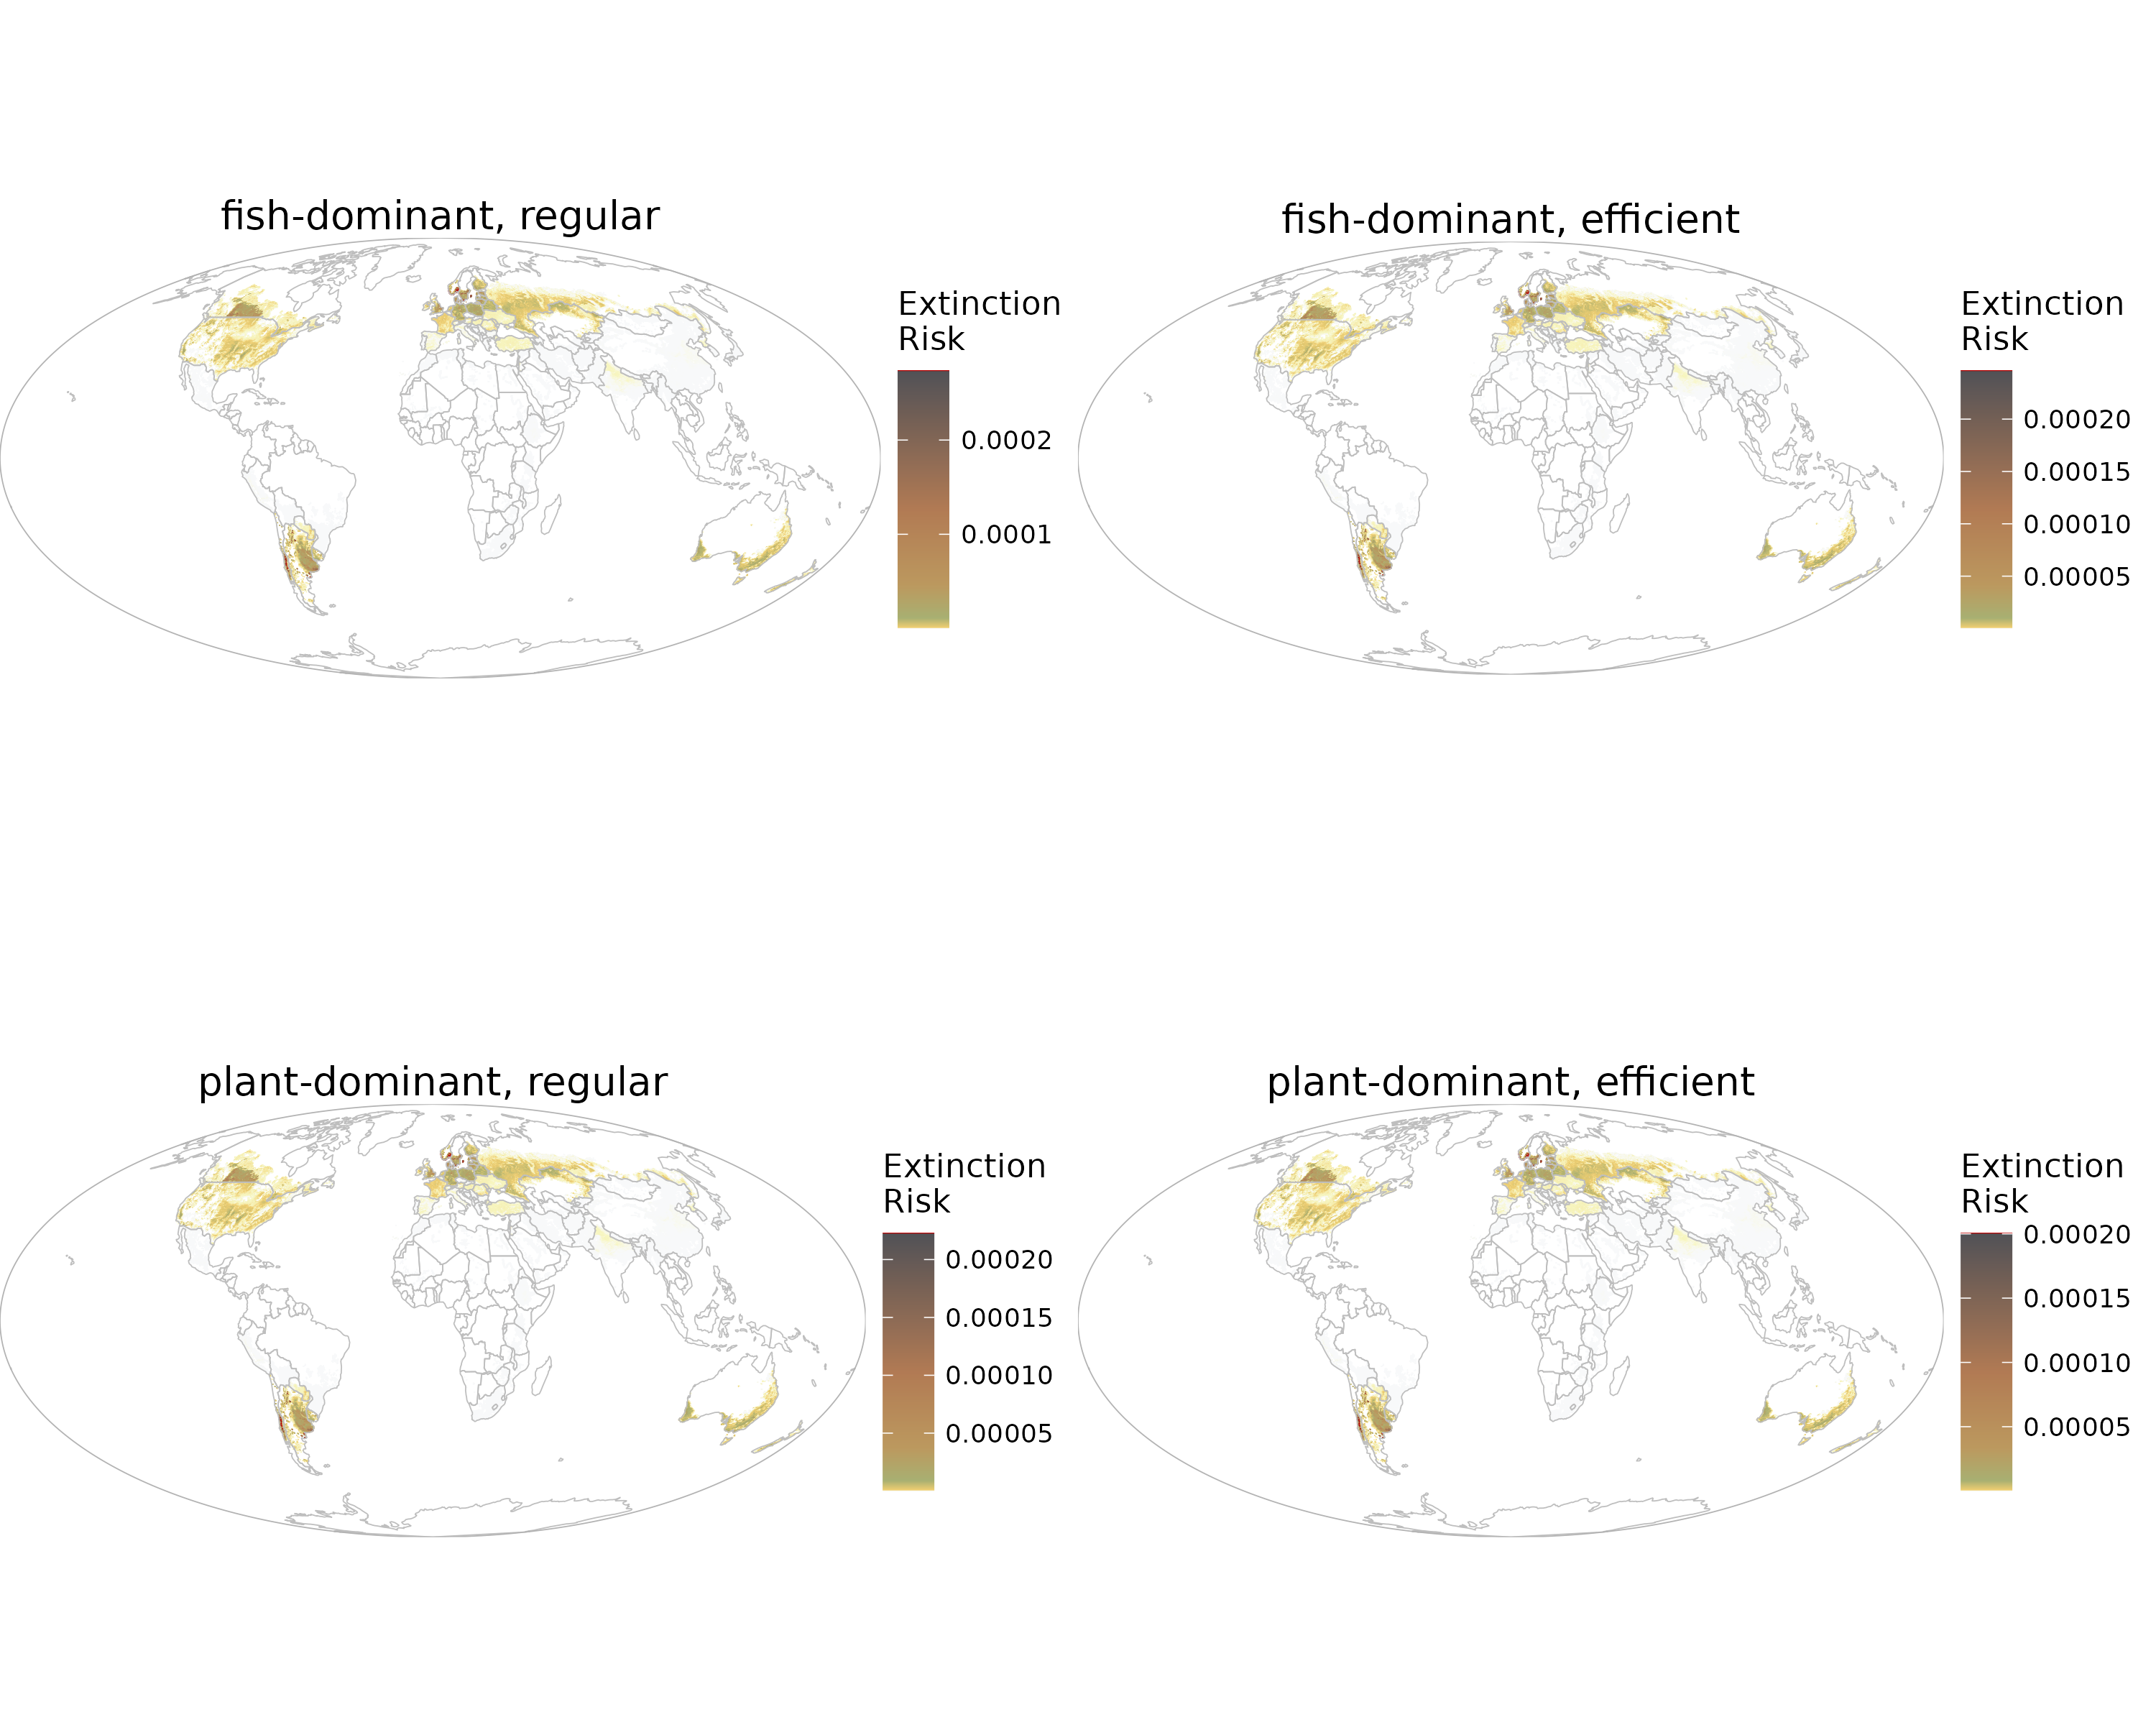 fish-dominant, regular
Extinction
Risk
0.0002
0.0001
fish-dominant, efficient
Extinction
Risk
0.00020
0.00015
0.00010
0.00005
plant-dominant, regular
Extinction
Risk
0.00020
0.00015
0.00010
0.00005
plant-dominant, efficient
Extinction
Risk
0.00020
0.00015
0.00010
0.00005